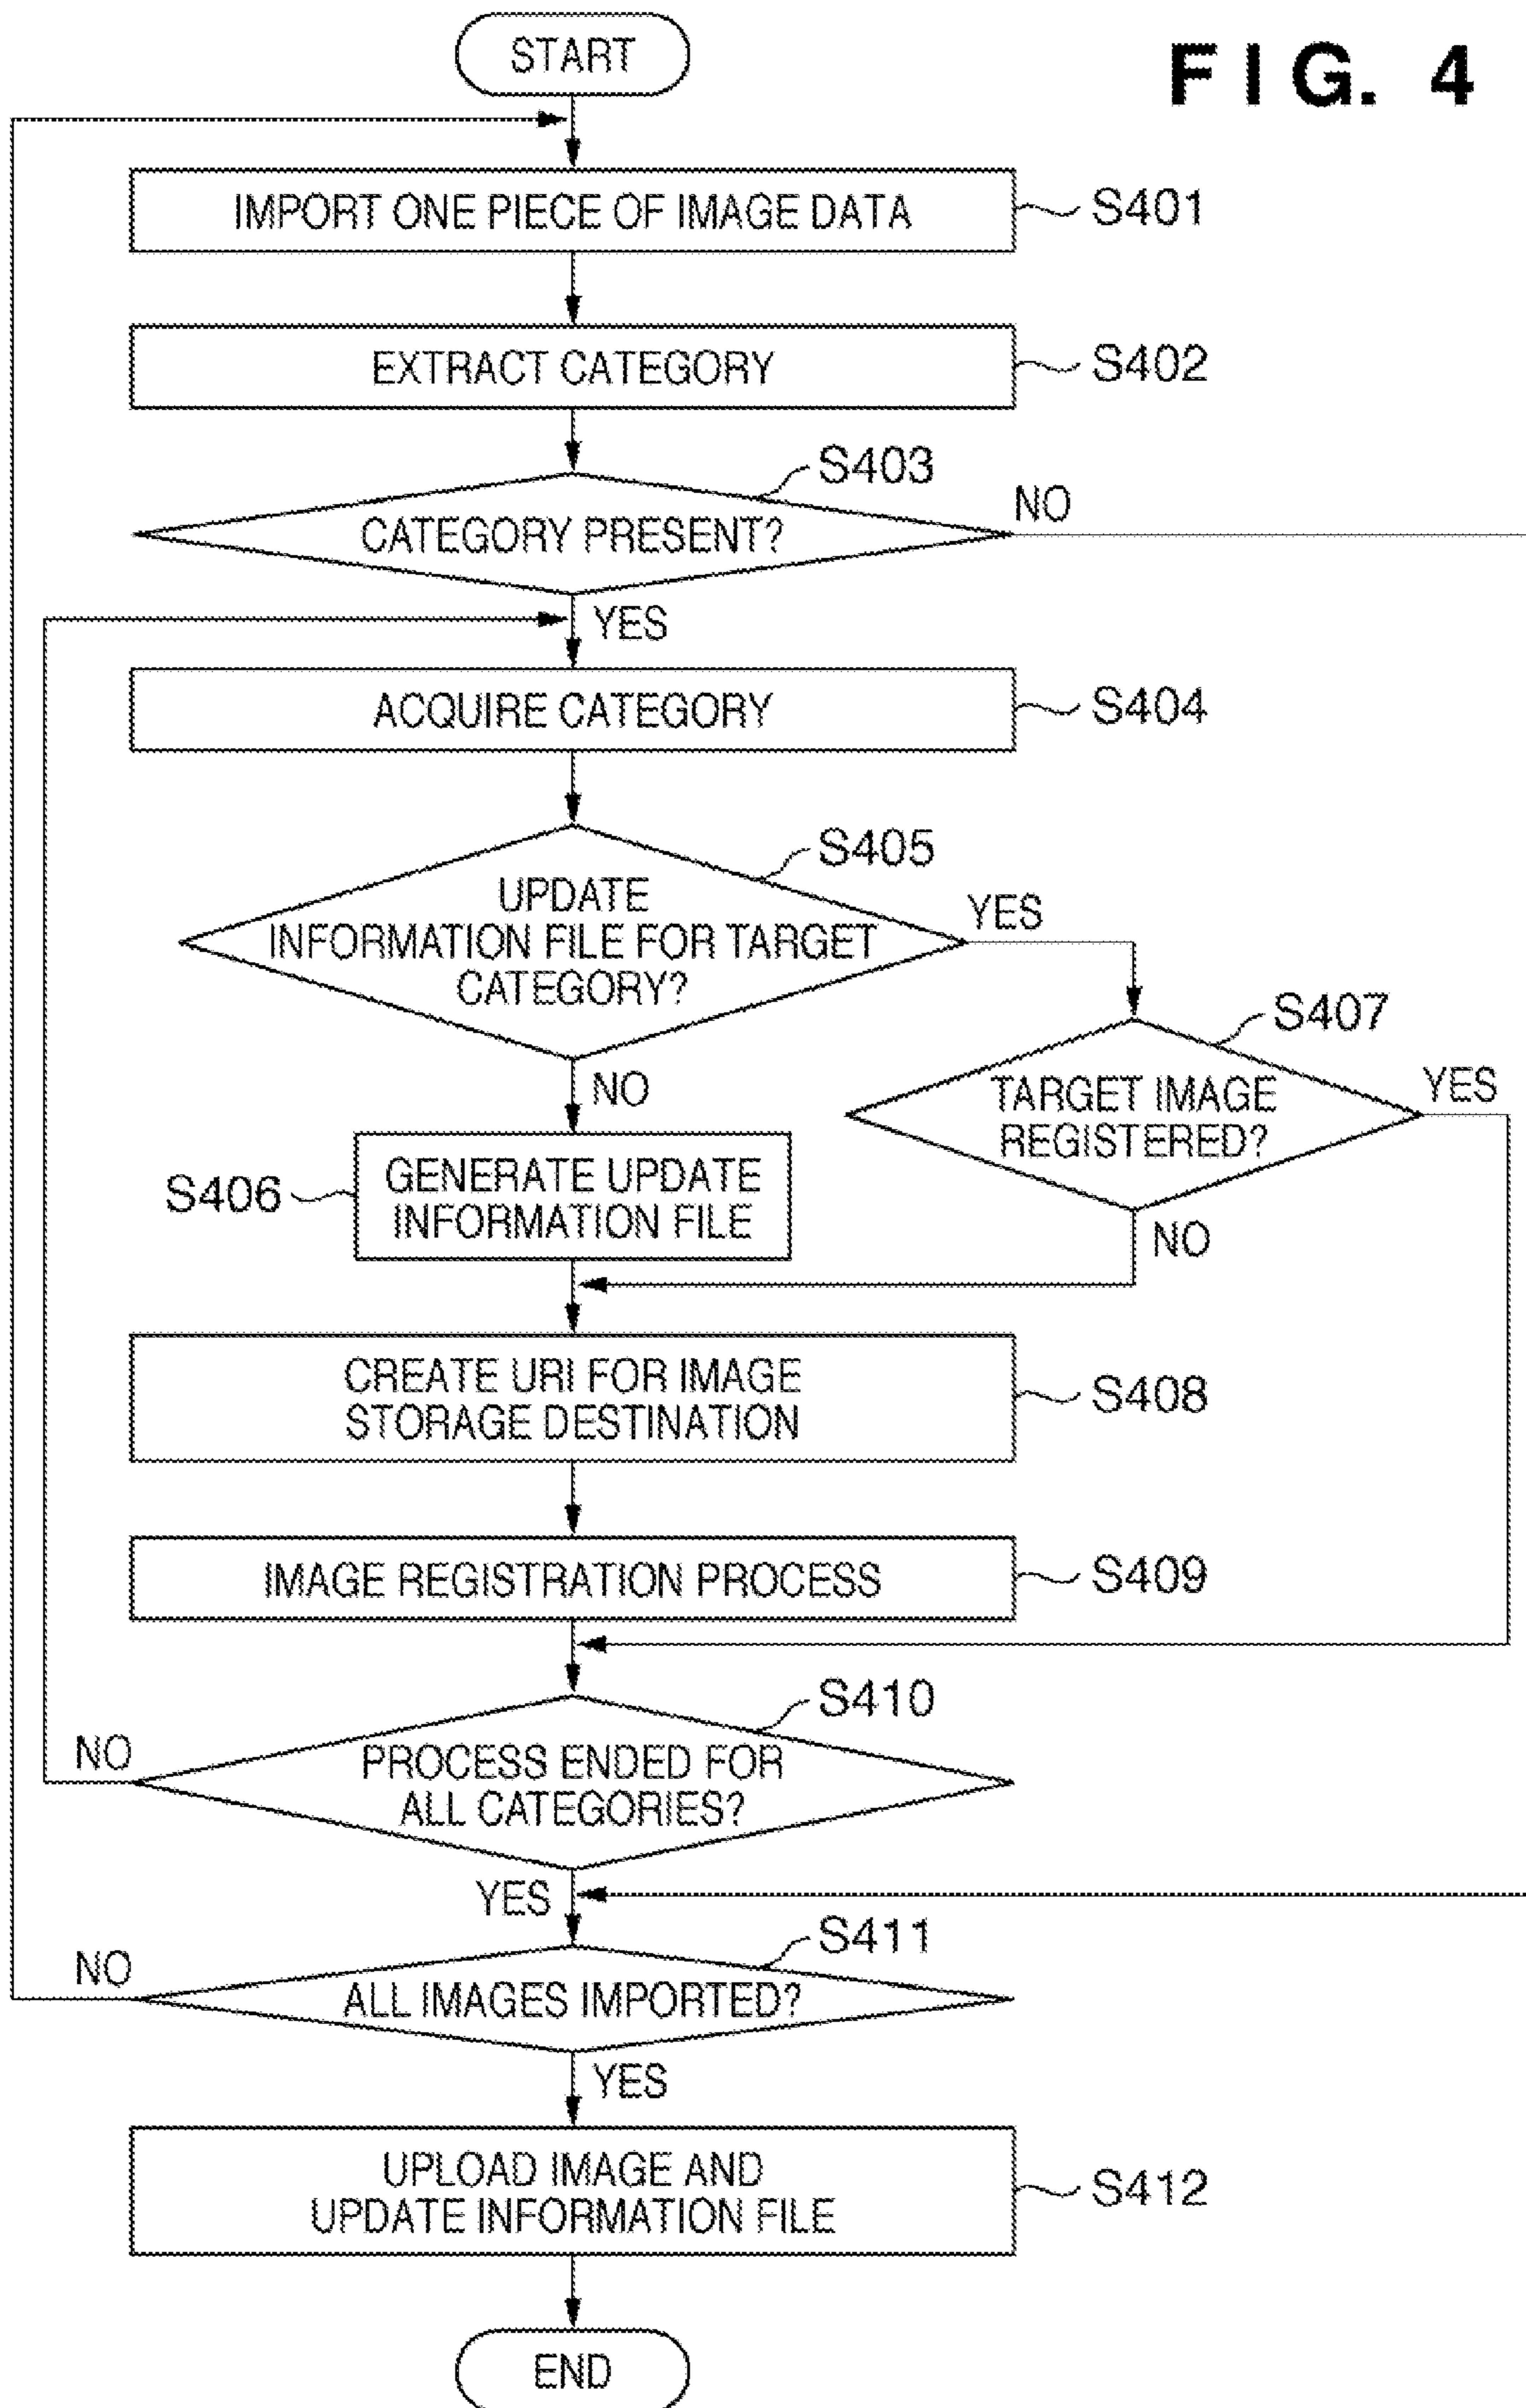 FIG. 4
START
IMPORT ONE PIECE OF IMAGE DATA
S401
EXTRACT CATEGORY
S402
S403
CATEGORY PRESENT?
NO
YES
ACQUIRE CATEGORY
S404
S405
UPDATE
INFORMATION FILE FOR TARGET
CATEGORY?
YES
NO
S407
TARGET IMAGE
REGISTERED?
YES
NO
S406
GENERATE UPDATE
INFORMATION FILE
CREATE URI FOR IMAGE
STORAGE DESTINATION
S408
IMAGE REGISTRATION PROCESS
S409
S410
PROCESS ENDED FOR
ALL CATEGORIES?
NO
YES
S411
ALL IMAGES IMPORTED?
NO
YES
UPLOAD IMAGE AND
UPDATE INFORMATION FILE
S412
END